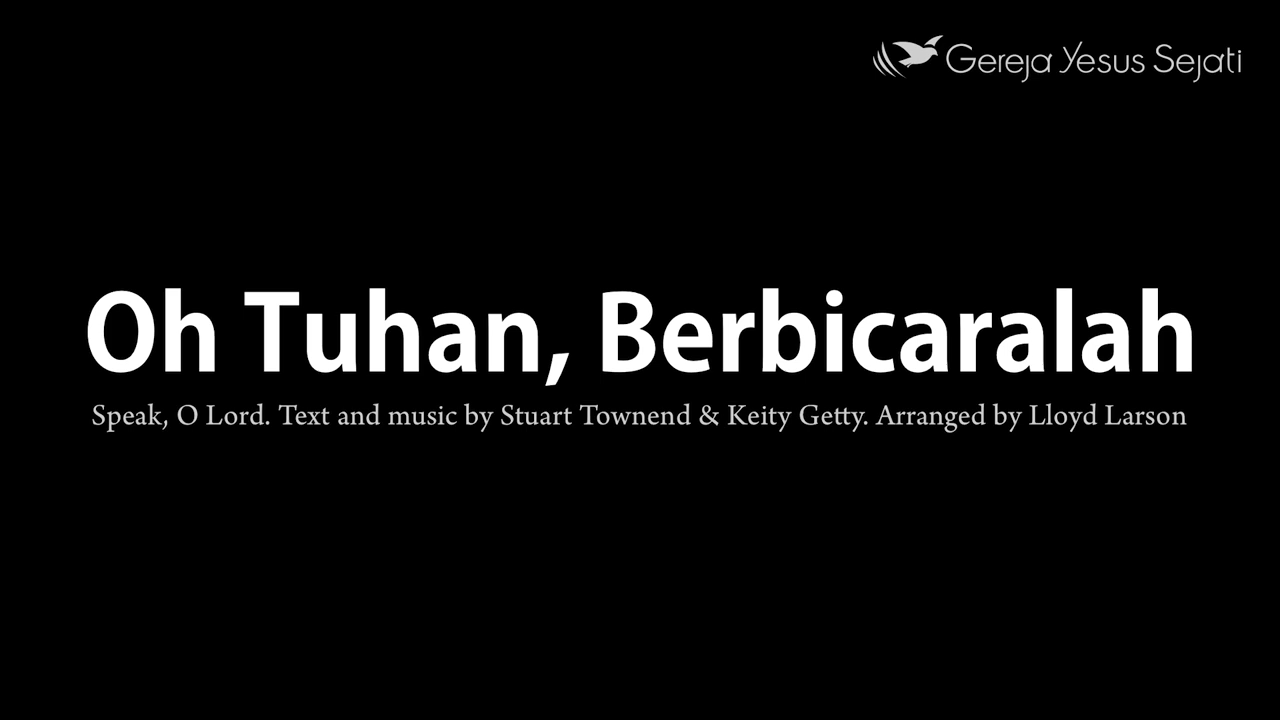 Gereja Yesus Sejati
Oh Tuhan, Berbicaralah
Speak, O Lord. Text and music by Stuart Townend & Keity Getty. Arranged by Lloyd Larson